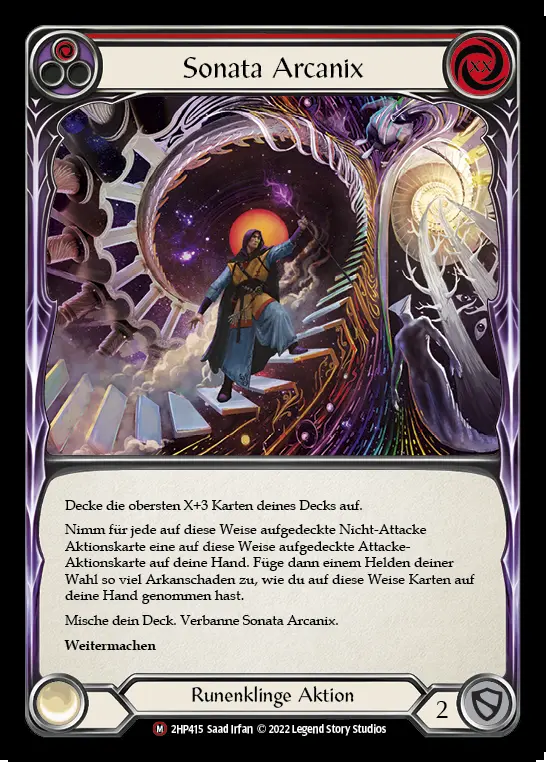 Sonata Arcanix
XX
Decke die obersten X+3 Karten deines Decks auf.
Nimm für jede auf diese Weise aufgedeckte Nicht-Attacke
Aktionskarte eine auf diese Weise aufgedeckte Attacke-
Aktionskarte auf deine Hand. Füge dann einem Helden deiner
Wahl so viel Arkanschaden zu, wie du auf diese Weise Karten auf
deine Hand genommen hast.
Mische dein Deck. Verbanne Sonata Arcanix.
Weitermachen
Runenklinge Aktion
2
M 2HP415 Saad Irfan © 2022 Legend Story Studios